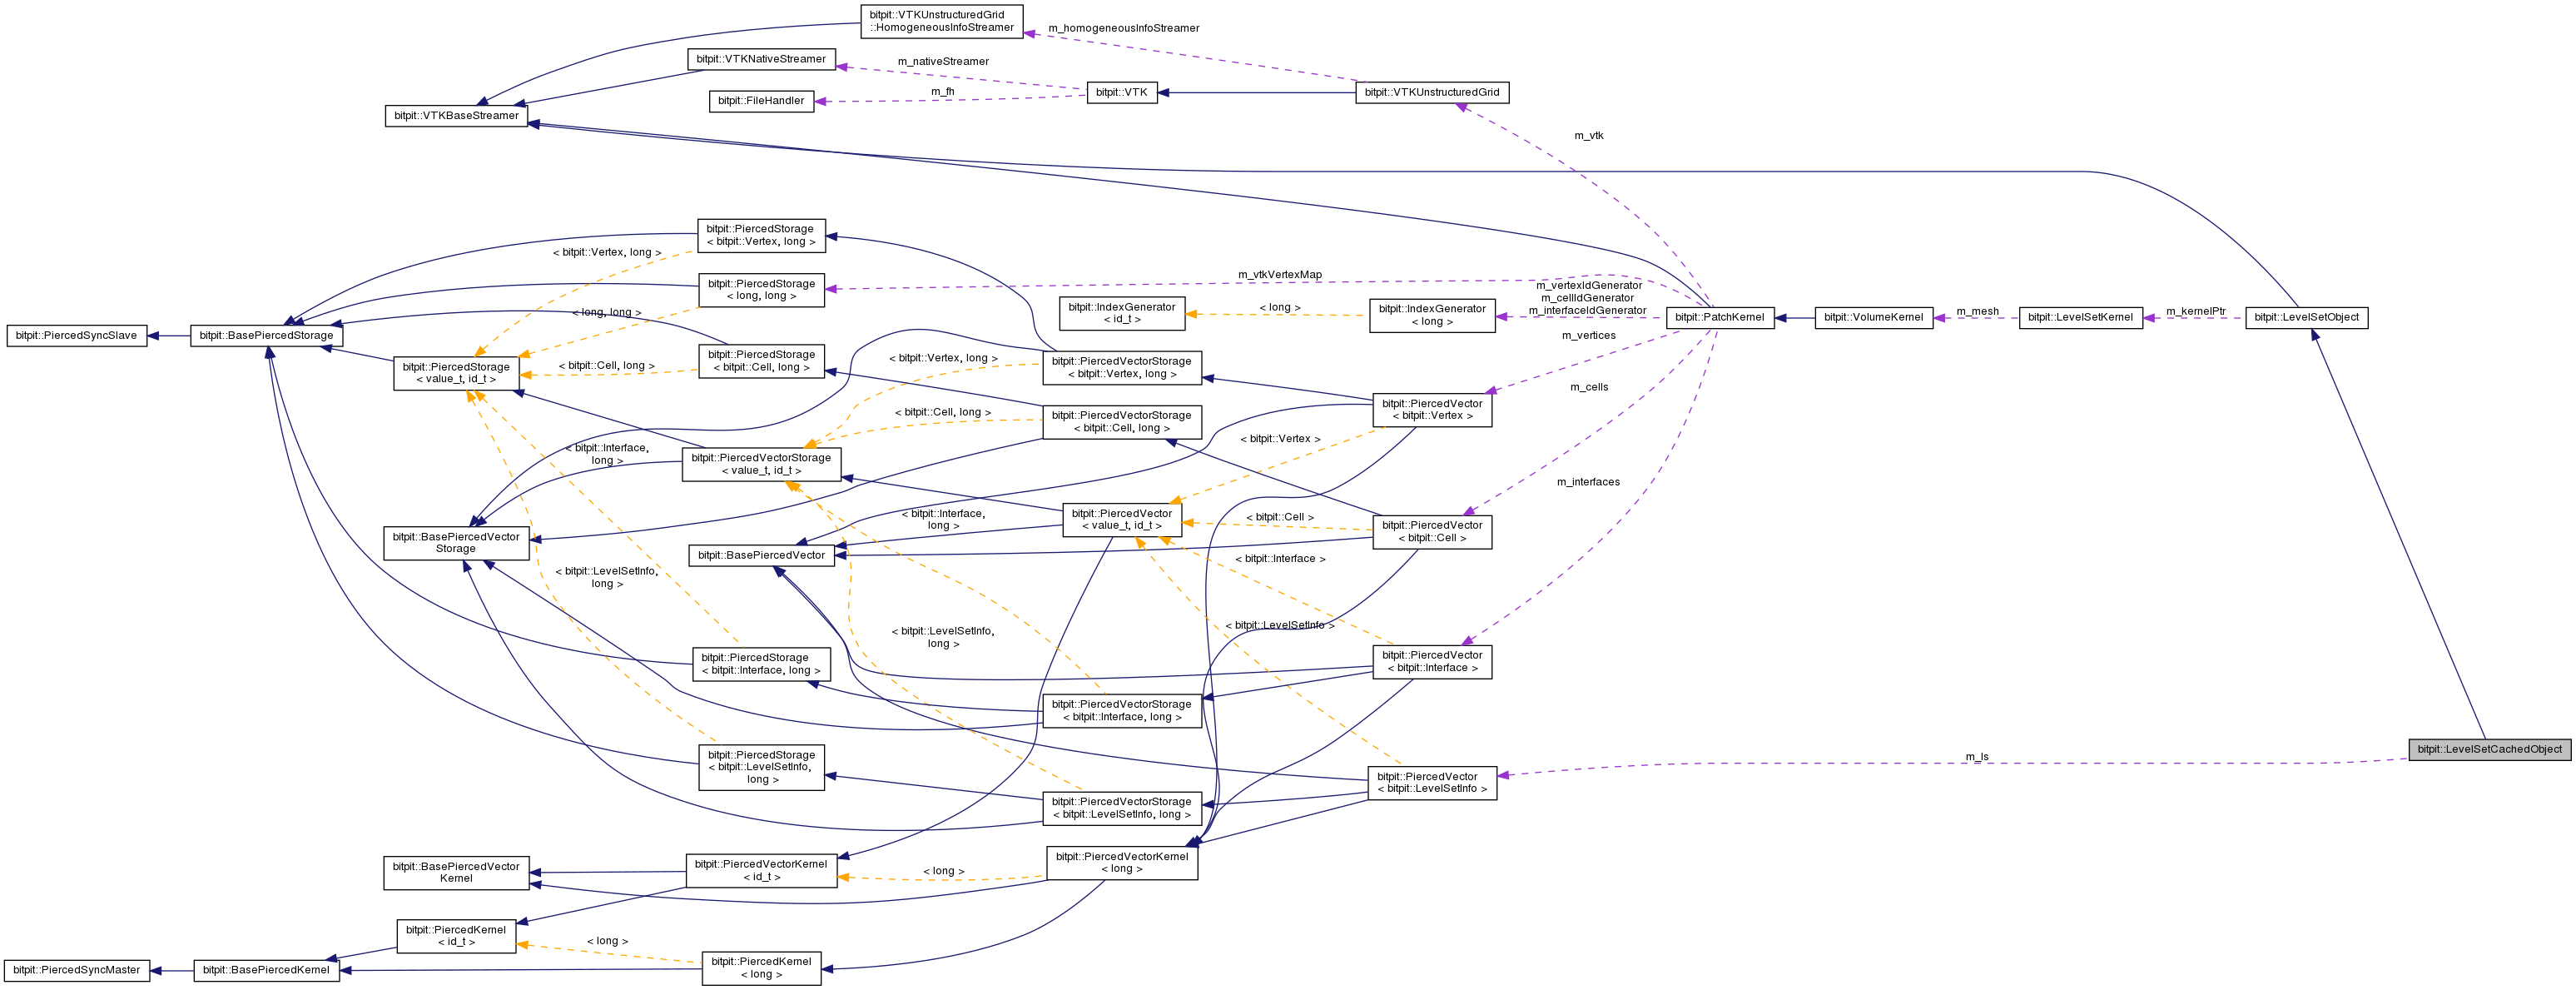 bitpit::VTKUnstructuredGrid
::HomogeneousInfoStreamer
m_homogeneousInfoStreamer
bitpit::VTKNativeStreamer
m_nativeStreamer
bitpit::FileHandler
m_fh
bitpit::VTK
bitpit::VTKUnstructuredGrid
bitpit::VTKBaseStreamer
m_vtk
bitpit::PiercedStorage
< bitpit::Vertex, long >
< bitpit::Vertex, long >
bitpit::PiercedStorage
< long, long >
m_vtkVertexMap
m_vertexIdGenerator
m_cellIdGenerator
m_interfaceIdGenerator
bitpit::IndexGenerator
< id_t >
< long >
bitpit::IndexGenerator
< long >
bitpit::PatchKernel
bitpit::VolumeKernel
m_mesh
bitpit::LevelSetKernel
m_kernelPtr
bitpit::LevelSetObject
< long, long >
bitpit::PiercedSyncSlave
bitpit::BasePiercedStorage
m_vertices
bitpit::PiercedStorage
< value_t, id_t >
< bitpit::Cell, long >
bitpit::PiercedStorage
< bitpit::Cell, long >
< bitpit::Vertex, long >
bitpit::PiercedVectorStorage
< bitpit::Vertex, long >
m_cells
bitpit::PiercedVector
< bitpit::Vertex >
< bitpit::Cell, long >
bitpit::PiercedVectorStorage
< bitpit::Cell, long >
< bitpit::Vertex >
< bitpit::Interface,
long >
bitpit::PiercedVectorStorage
< value_t, id_t >
m_interfaces
< bitpit::Interface,
long >
bitpit::PiercedVector
< value_t, id_t >
< bitpit::Cell >
bitpit::PiercedVector
< bitpit::Cell >
bitpit::BasePiercedVector
Storage
bitpit::BasePiercedVector
< bitpit::Interface >
< bitpit::LevelSetInfo,
long >
< bitpit::LevelSetInfo,
long >
< bitpit::LevelSetInfo >
bitpit::PiercedStorage
< bitpit::Interface, long >
bitpit::PiercedVector
< bitpit::Interface >
bitpit::PiercedVectorStorage
< bitpit::Interface, long >
bitpit::LevelSetCachedObject
m_ls
bitpit::PiercedStorage
< bitpit::LevelSetInfo,
long >
bitpit::PiercedVector
< bitpit::LevelSetInfo >
bitpit::PiercedVectorStorage
< bitpit::LevelSetInfo, long >
bitpit::BasePiercedVector
Kernel
bitpit::PiercedVectorKernel
< id_t >
< long >
bitpit::PiercedVectorKernel
< long >
bitpit::PiercedKernel
< id_t >
< long >
bitpit::PiercedSyncMaster
bitpit::BasePiercedKernel
bitpit::PiercedKernel
< long >